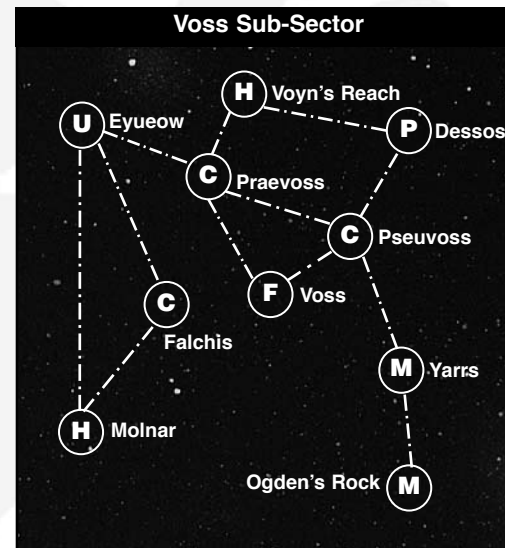 Voss Sub-Sector
H Voyn's Reach
U Eyueow
P Dessos
C Praevoss
C Pseuvoss
F Voss
C
Falchis
M Yarrs
H Molnar
Ogden's Rock M